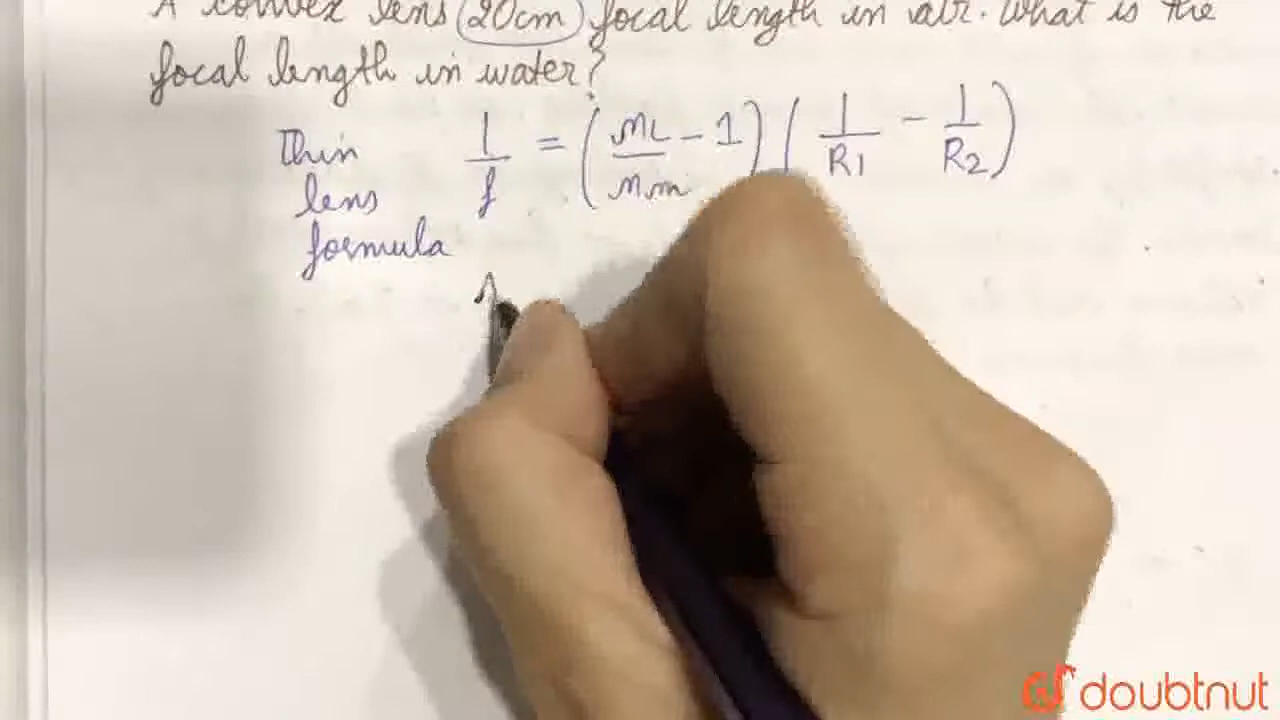 A convex lens 20cm focal length in air. What is the
focal length in water?
Thin lens formula
1/f = (nL/nm - 1) (1/R1 - 1/R2)
1
doubtnut